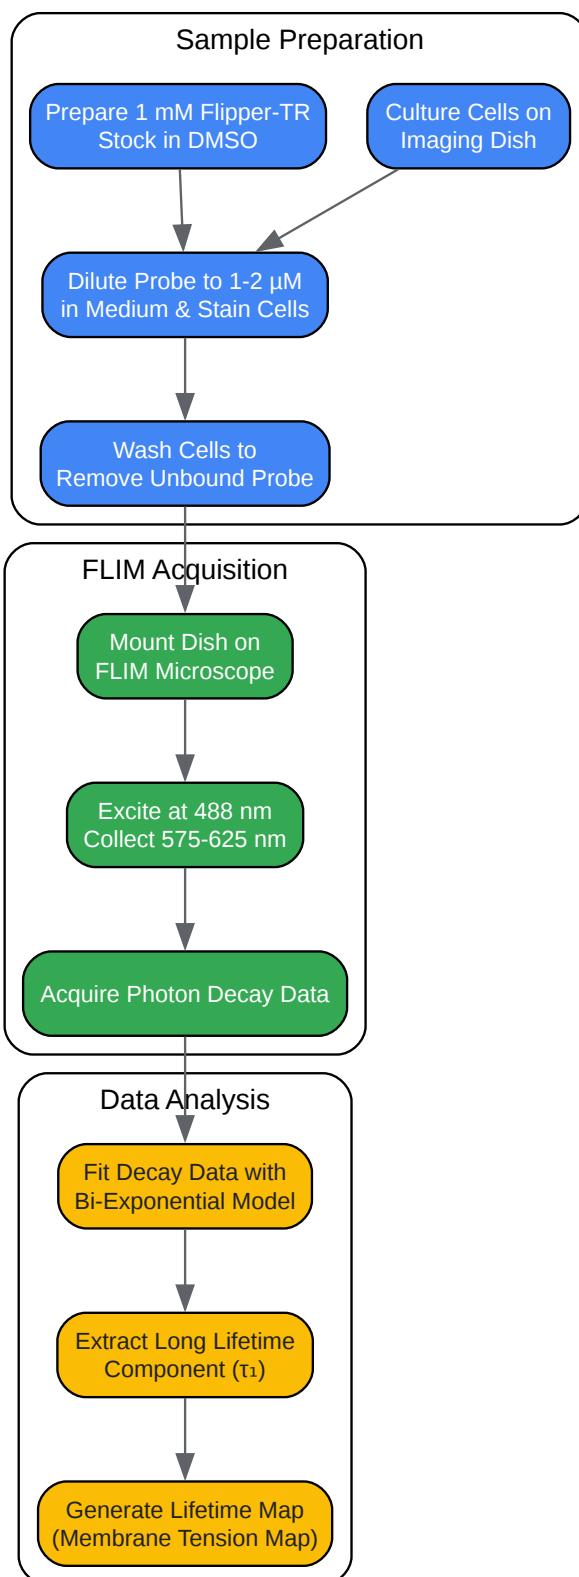 Sample Preparation
Prepare 1 mM Flipper-TR
Stock in DMSO
Culture Cells on
Imaging Dish
Dilute Probe to 1-2 µM
in Medium & Stain Cells
Wash Cells to
Remove Unbound Probe
FLIM Acquisition
Mount Dish on
FLIM Microscope
Excite at 488 nm
Collect 575-625 nm
Acquire Photon Decay Data
Data Analysis
Fit Decay Data with
Bi-Exponential Model
Extract Long Lifetime
Component (τ₁)
Generate Lifetime Map
(Membrane Tension Map)